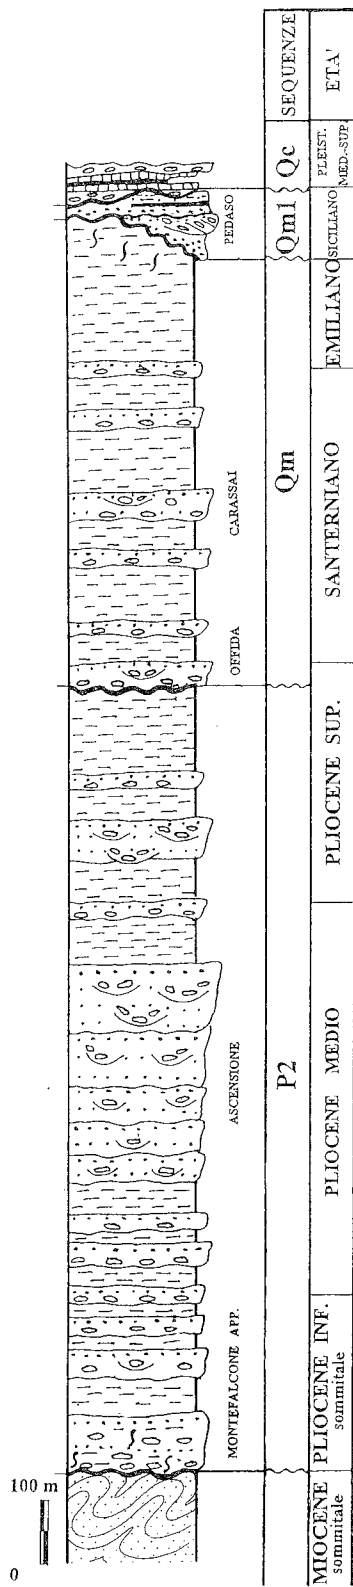 SEQUENZE
ETA'
Qc
PLEIST.
MED.-SUP.
PEDASO
Qm1
SICILIANO
EMILIANO
CARASSAI
Qm
SANTERNIANO
OFFIDA
PLIOCENE SUP.
ASCENSIONE
P2
PLIOCENE MEDIO
MONTEFALCONE APP.
PLIOCENE INF.
sommitale
MIOCENE
sommitale
100 m
0